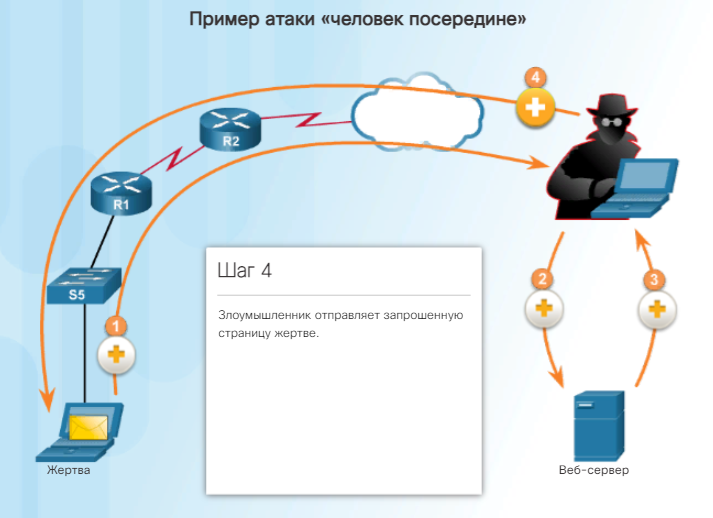 Пример атаки «человек посередине»
4
R2
R1
S5
Шаг 4
Злоумышленник отправляет запрошенную
страницу жертве.
1
2
3
Жертва
Веб-сервер